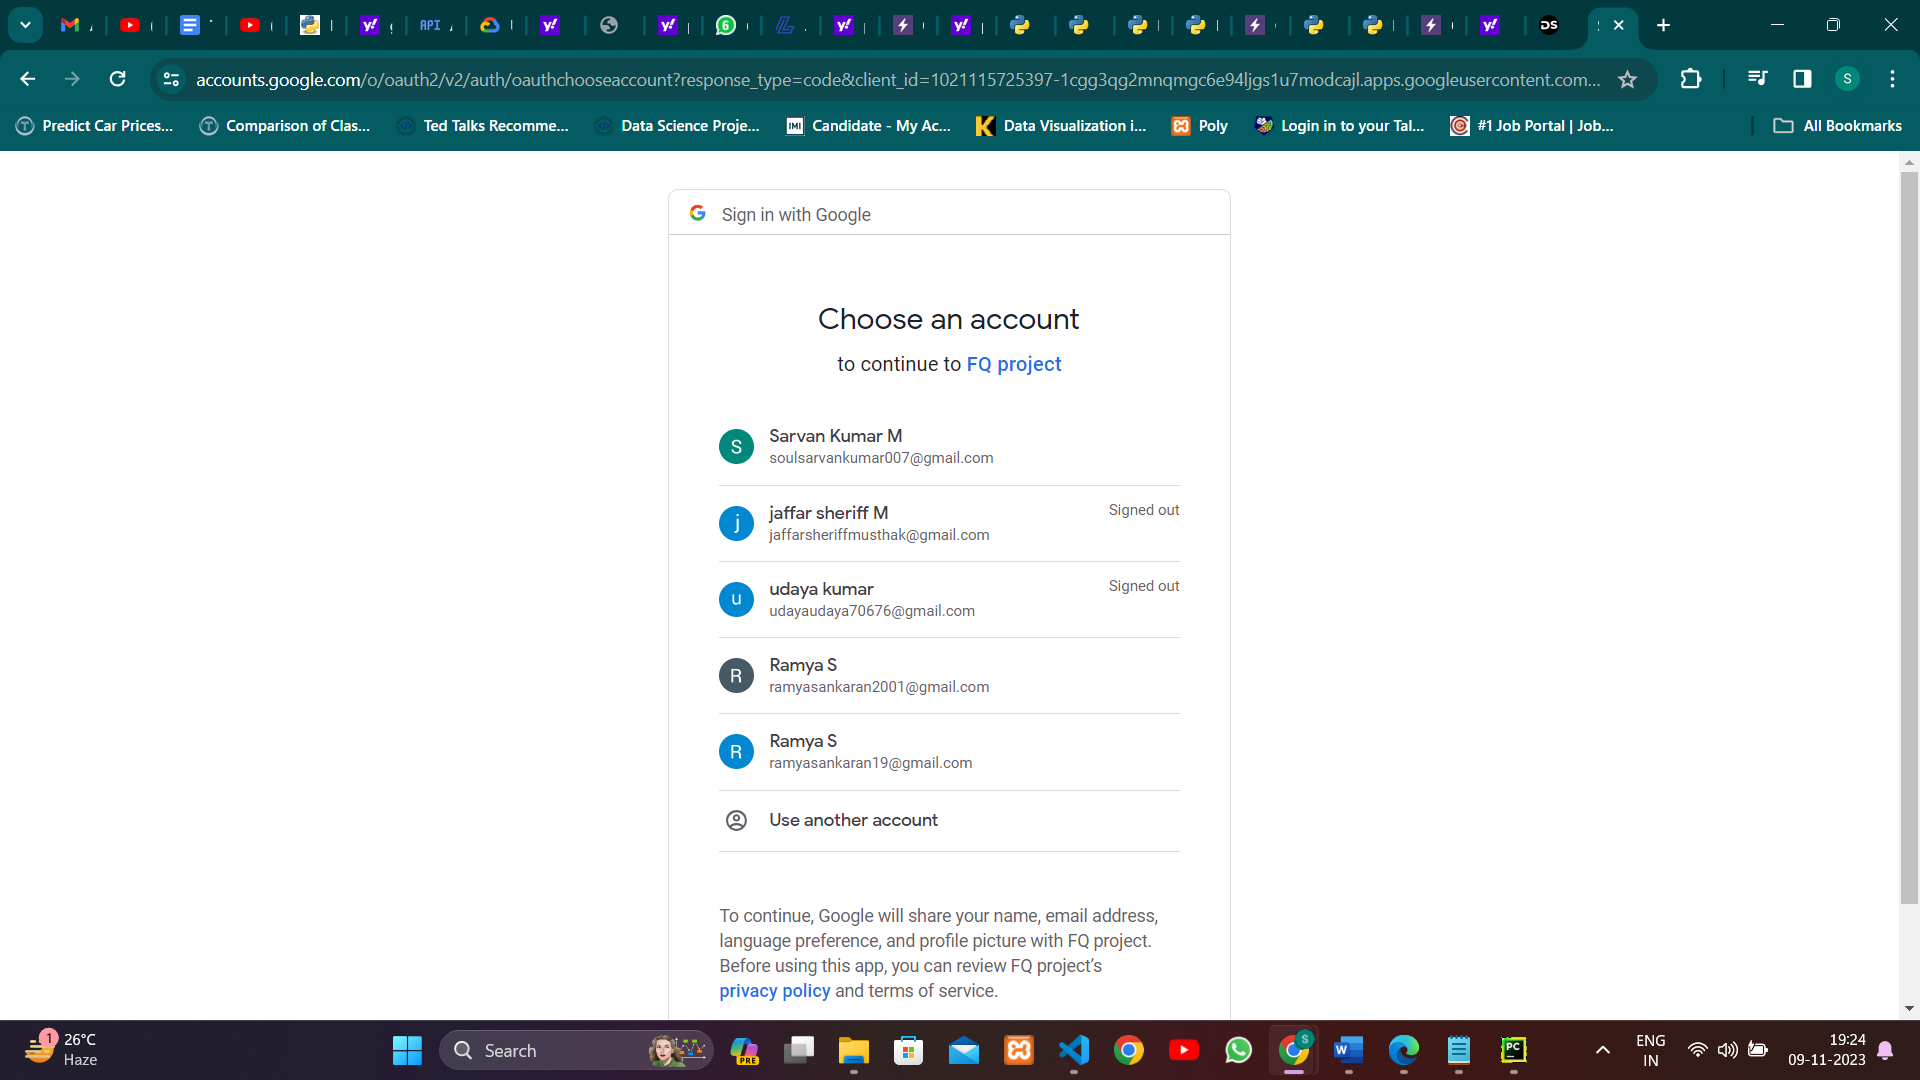 accounts.google.com/o/oauth2/v2/auth/oauthchooseaccount?response_type=code&client_id=1021115725397-1cgg3qg2mnqmgc6e94ljgs1u7modcajl.apps.googleusercontent.com...
S
Predict Car Prices...
Comparison of Clas...
Ted Talks Recomme...
Data Science Proje...
Candidate - My Ac...
Data Visualization i...
Poly
Login in to your Tal...
#1 Job Portal | Job...
All Bookmarks
Sign in with Google
Choose an account
to continue to FQ project
S
Sarvan Kumar M
soulsarvankumar007@gmail.com
j
jaffar sheriff M
Signed out
jaffarsheriffmusthak@gmail.com
u
udaya kumar
Signed out
udayaudaya70676@gmail.com
R
Ramya S
ramyasankaran2001@gmail.com
R
Ramya S
ramyasankaran19@gmail.com
Use another account
To continue, Google will share your name, email address,
language preference, and profile picture with FQ project.
Before using this app, you can review FQ project’s
privacy policy and terms of service.
1
26°C
Haze
Search
PRE
ENG
IN
19:24
09-11-2023